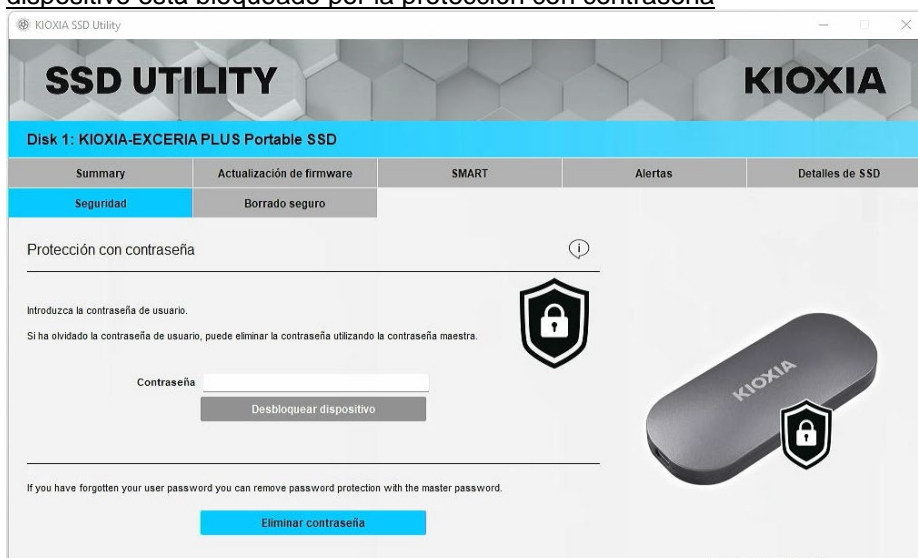 dispositivo está bloqueado por la protección con contraseña
KIOXIA SSD Utility
SSD UTILITY
KIOXIA
Disk 1: KIOXIA-EXCERIA PLUS Portable SSD
Summary
Actualización de firmware
SMART
Alertas
Detalles de SSD
Seguridad
Borrado seguro
Protección con contraseña
Introduzca la contraseña de usuario.
Si ha olvidado la contraseña de usuario, puede eliminar la contraseña utilizando la contraseña maestra.
Contraseña
Desbloquear dispositivo
KIOXIA
If you have forgotten your user password you can remove password protection with the master password.
Eliminar contraseña